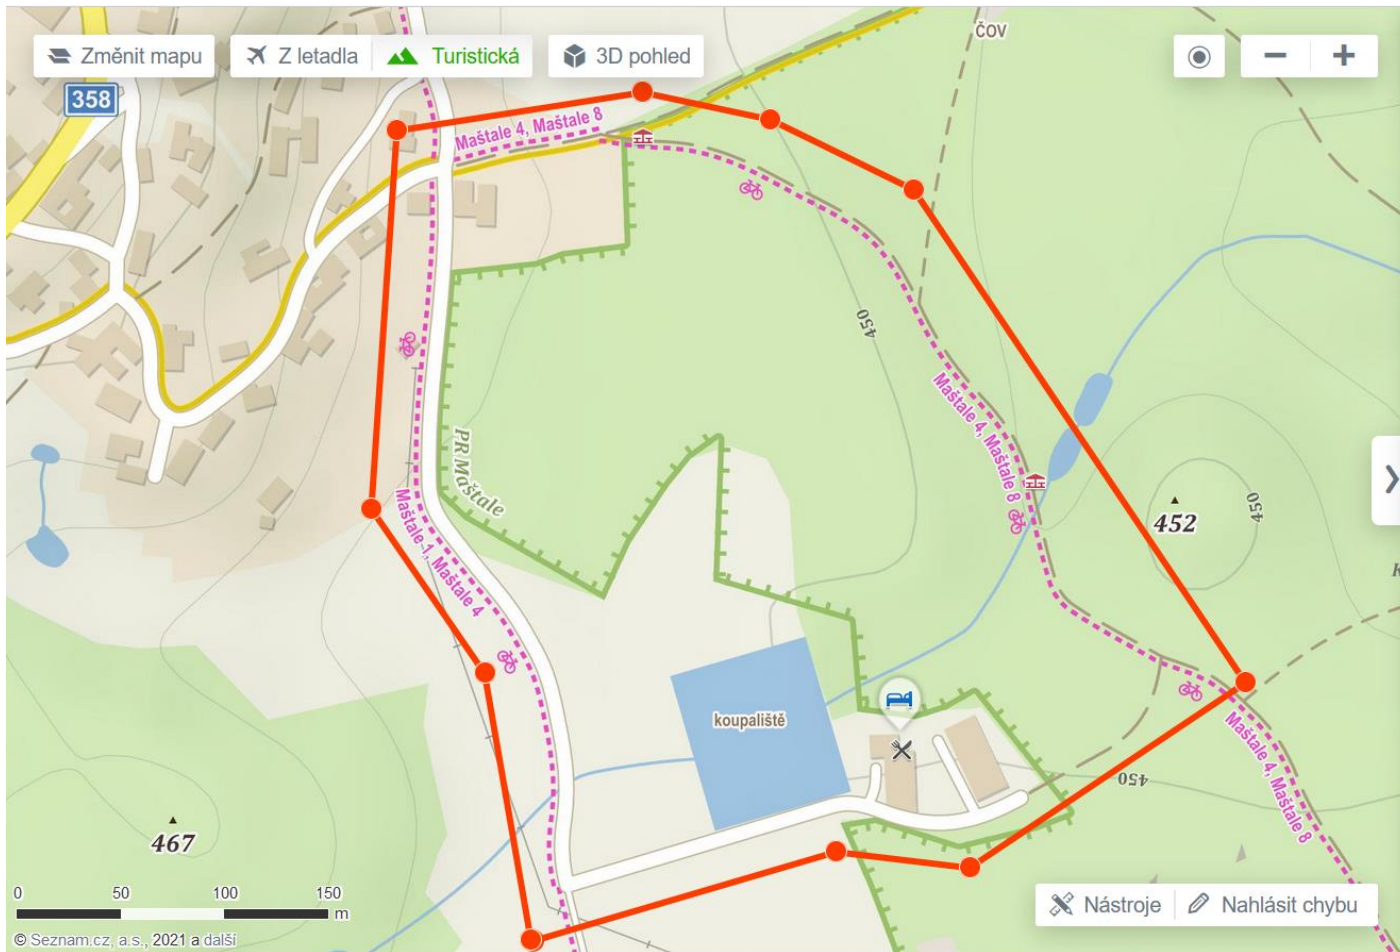 ČOV
Změnit mapu
Z letadla
Turistická
3D pohled
358
Maštale 4, Maštale 8
450
Maštale 4, Maštale 8
PR Maštale
452
450
K
Maštale 1, Maštale 4
koupaliště
450
Maštale 4, Maštale 8
467
0 50 100 150
m
Nástroje
Nahlásit chybu
© Seznam.cz, a.s., 2021 a další